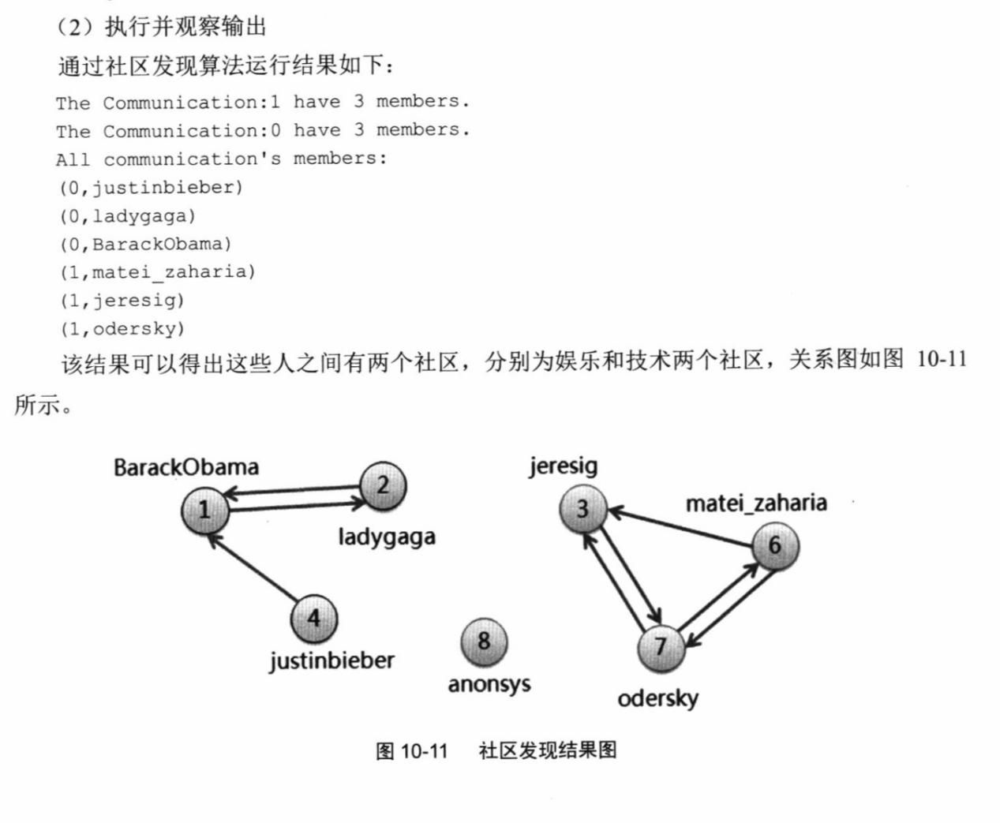 （2）执行并观察输出
通过社区发现算法运行结果如下：
The Communication:1 have 3 members.
The Communication:0 have 3 members.
All communication's members:
(0,justinbieber)
(0,ladygaga)
(0,BarackObama)
(1,matei_zaharia)
(1,jeresig)
(1,odersky)
该结果可以得出这些人之间有两个社区，分别为娱乐和技术两个社区，关系图如图 10-11
所示。
BarackObama
1
2
ladygaga
4
justinbieber
8
anonsys
jeresig
3
matei_zaharia
6
7
odersky
图 10-11 社区发现结果图